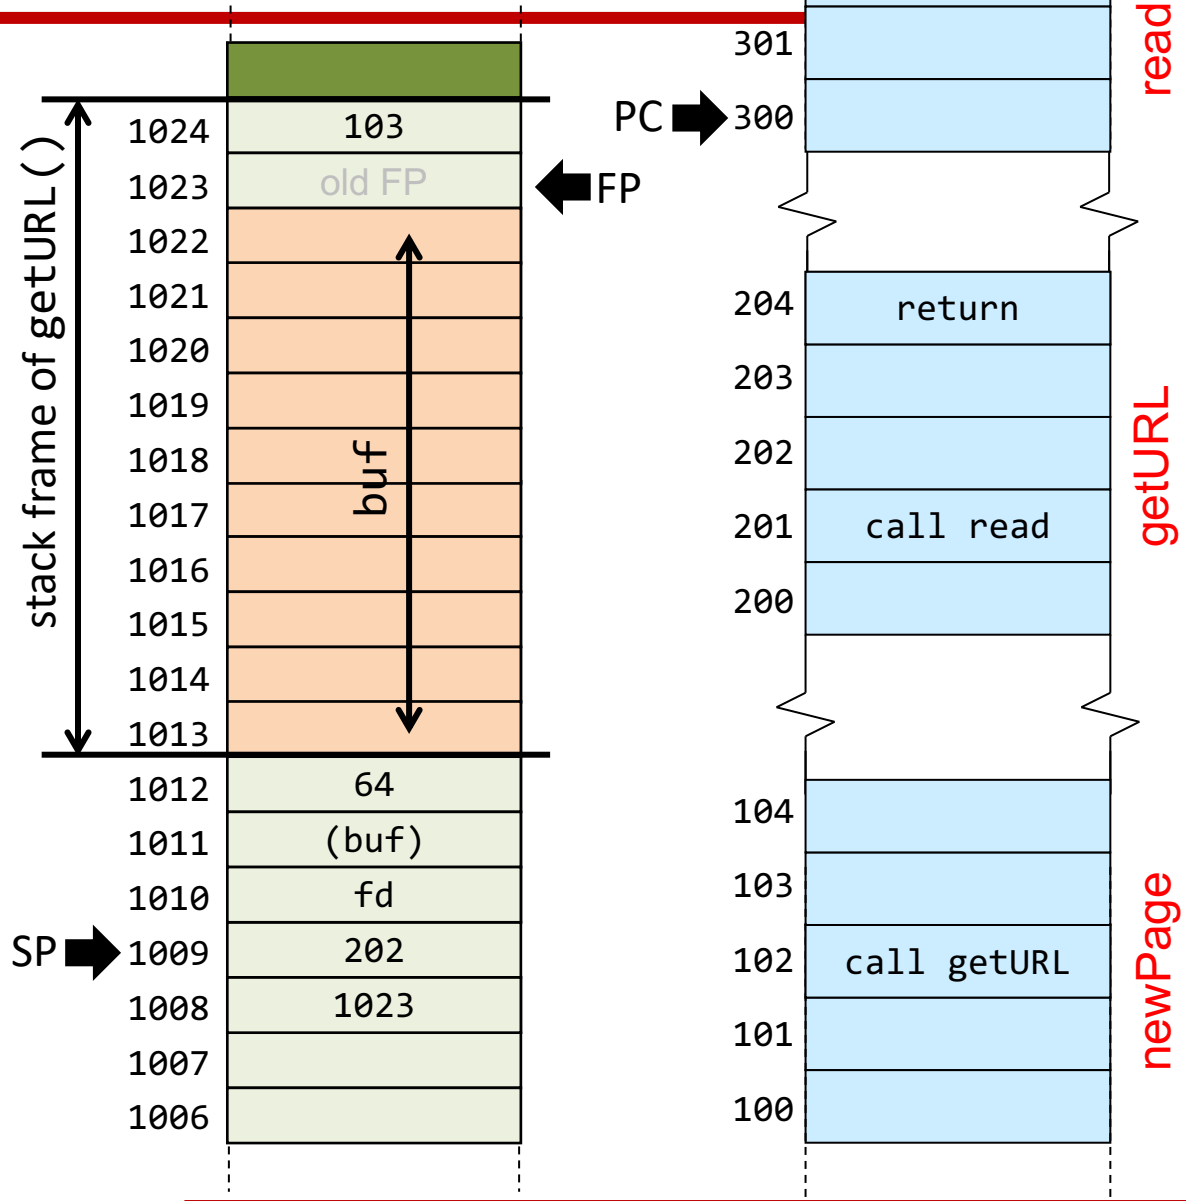 stack frame of getURL()
1024 103
1023 old FP
FP
1022
1021
1020
1019
1018
1017
1016
1015
1014
1013
buf
1012 64
1011 (buf)
1010 fd
SP 1009 202
1008 1023
1007
1006
301
PC 300
read
204 return
203
202
201 call read
200
getURL
104
103
102 call getURL
101
100
newPage